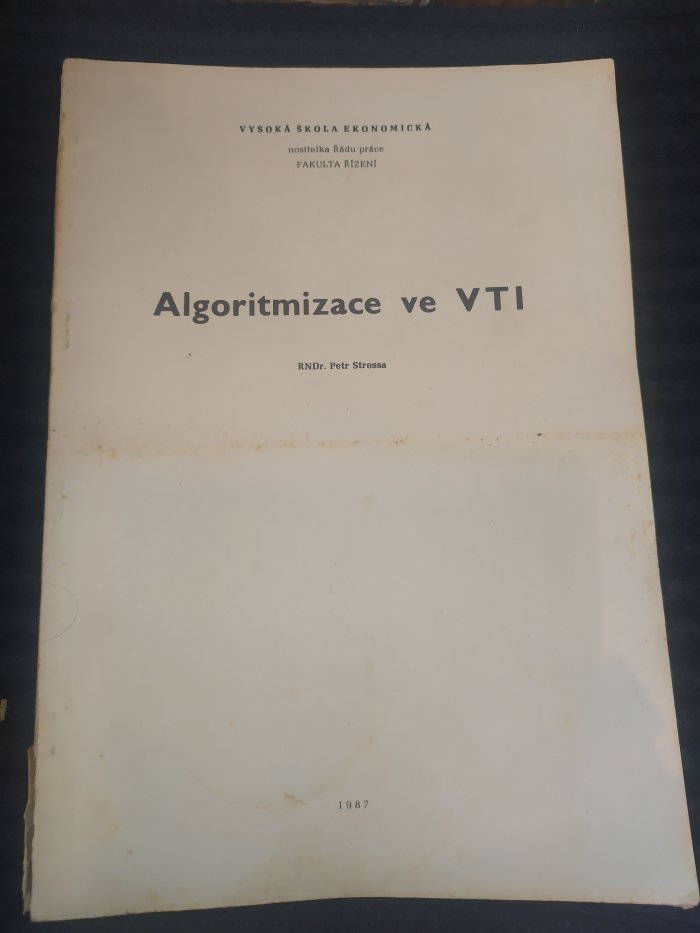 VYSOKÁ ŠKOLA EKONOMICKÁ
nositelka Řádu práce
FAKULTA ŘÍZENÍ
Algoritmizace ve VTI
RNDr. Petr Strossa
1987